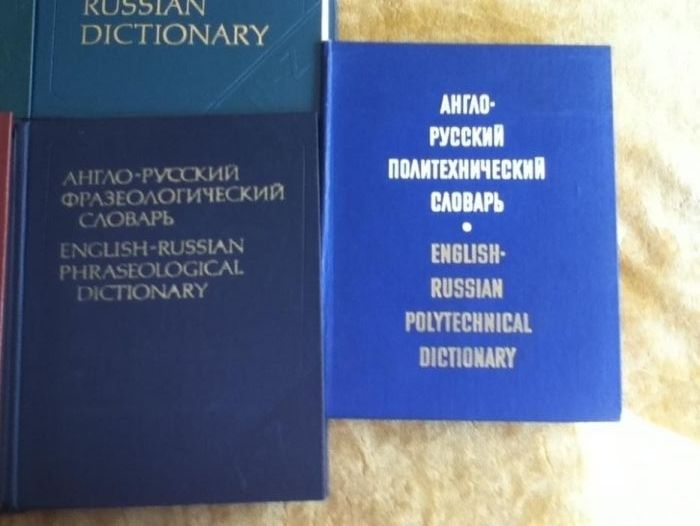 RUSSIAN
DICTIONARY
АНГЛО-РУССКИЙ
ФРАЗЕОЛОГИЧЕСКИЙ
СЛОВАРЬ
ENGLISH-RUSSIAN
PHRASEOLOGICAL
DICTIONARY
АНГЛО-
РУССКИЙ
ПОЛИТЕХНИЧЕСКИЙ
СЛОВАРЬ
•
ENGLISH-
RUSSIAN
POLYTECHNICAL
DICTIONARY